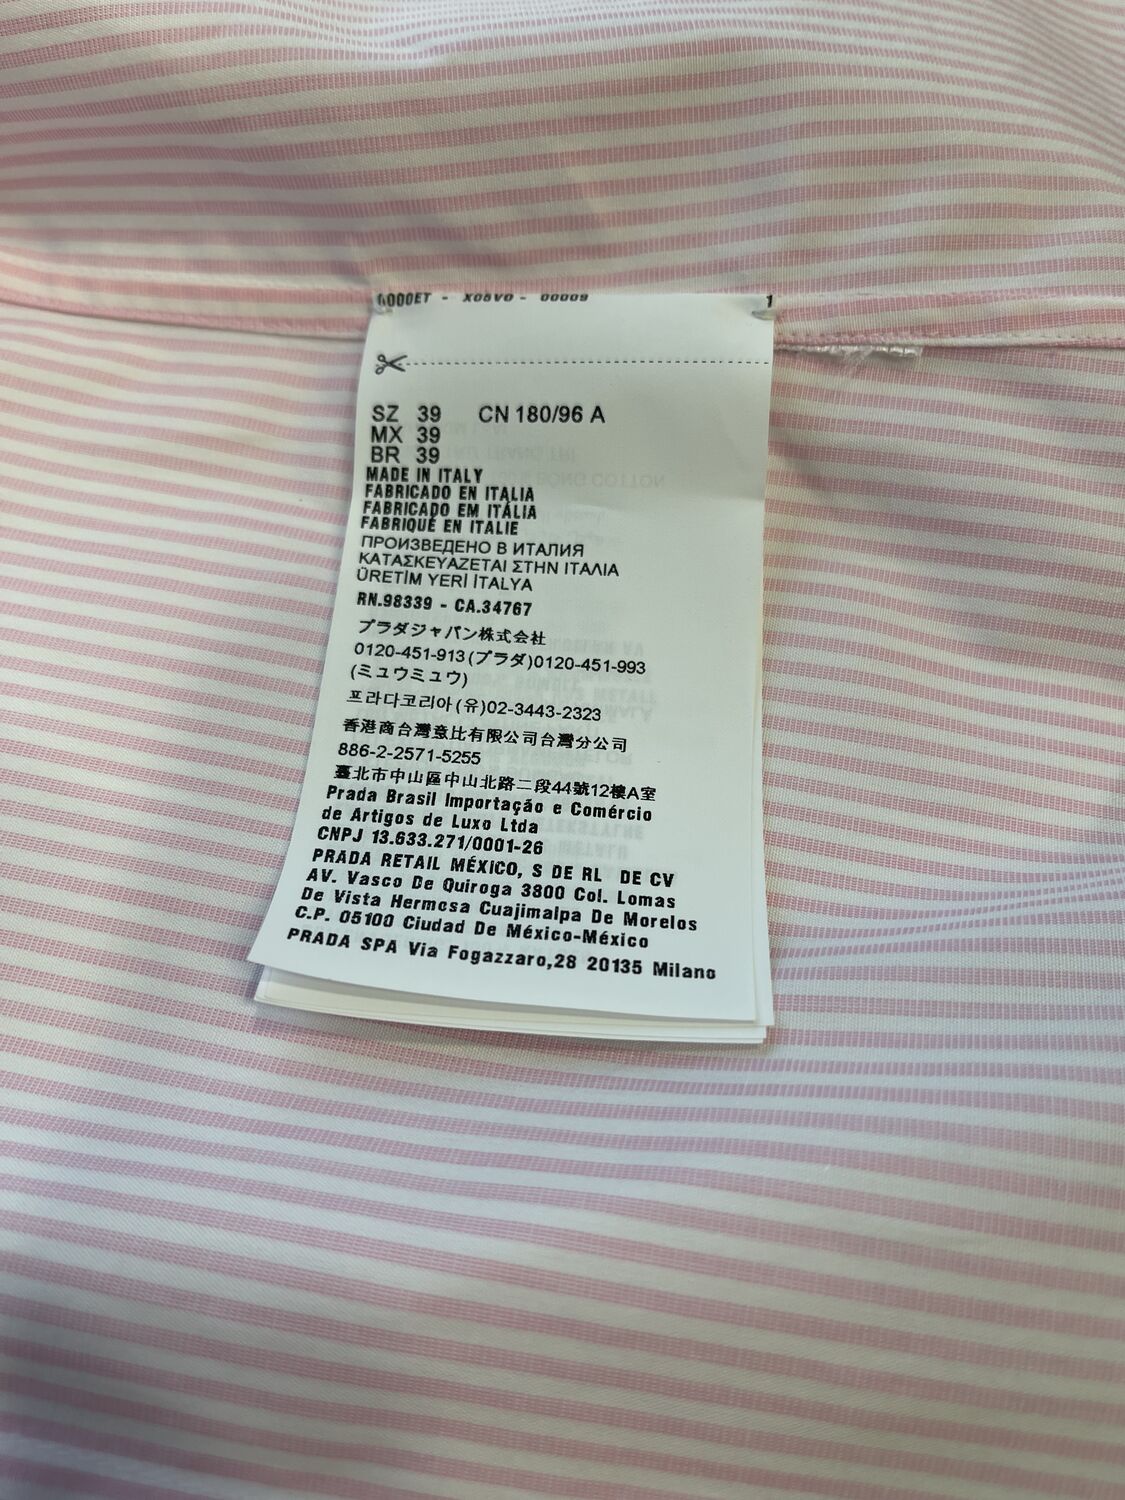 0000ET - X05V0 - 00009 1
SZ 39 CN 180/96 A
MX 39
BR 39
MADE IN ITALY
FABRICADO EN ITALIA
FABRICADO EM ITÁLIA
FABRIQUÉ EN ITALIE
ПРОИЗВЕДЕНО В ИТАЛИЯ
ΚΑΤΑΣΚΕΥΑΖΕΤΑΙ ΣΤΗΝ ΙΤΑΛΙΑ
ÜRETİM YERİ İTALYA
RN.98339 - CA.34767
プラダジャパン株式会社
0120-451-913(プラダ)0120-451-993
(ミュウミュウ)
프라다코리아(유)02-3443-2323
香港商台灣意比有限公司台灣分公司
886-2-2571-5255
臺北市中山區中山北路二段44號12樓A室
Prada Brasil Importação e Comércio
de Artigos de Luxo Ltda
CNPJ 13.633.271/0001-26
PRADA RETAIL MÉXICO, S DE RL DE CV
AV. Vasco De Quiroga 3800 Col. Lomas
De Vista Hermosa Cuajimalpa De Morelos
C.P. 05100 Ciudad De México-México
PRADA SPA Via Fogazzaro,28 20135 Milano